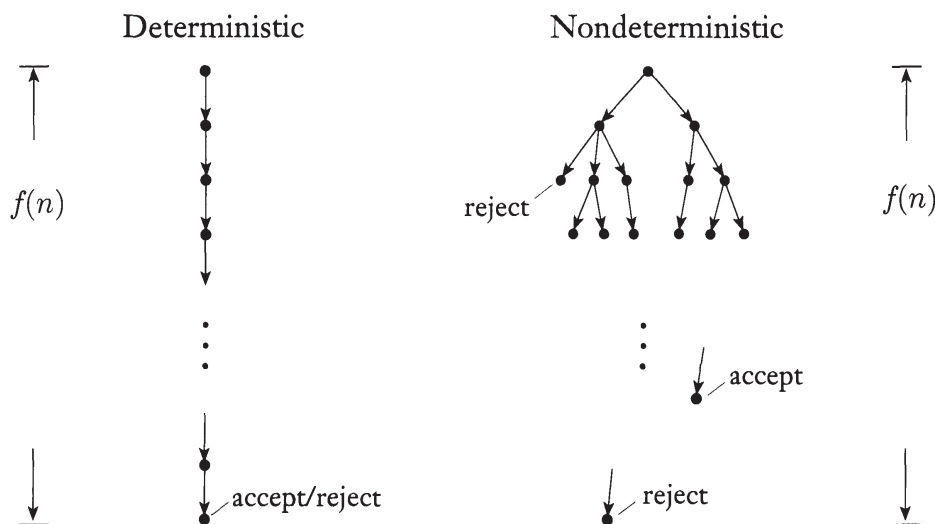 Deterministic
Nondeterministic
f(n)
reject
f(n)
accept
accept/reject
reject